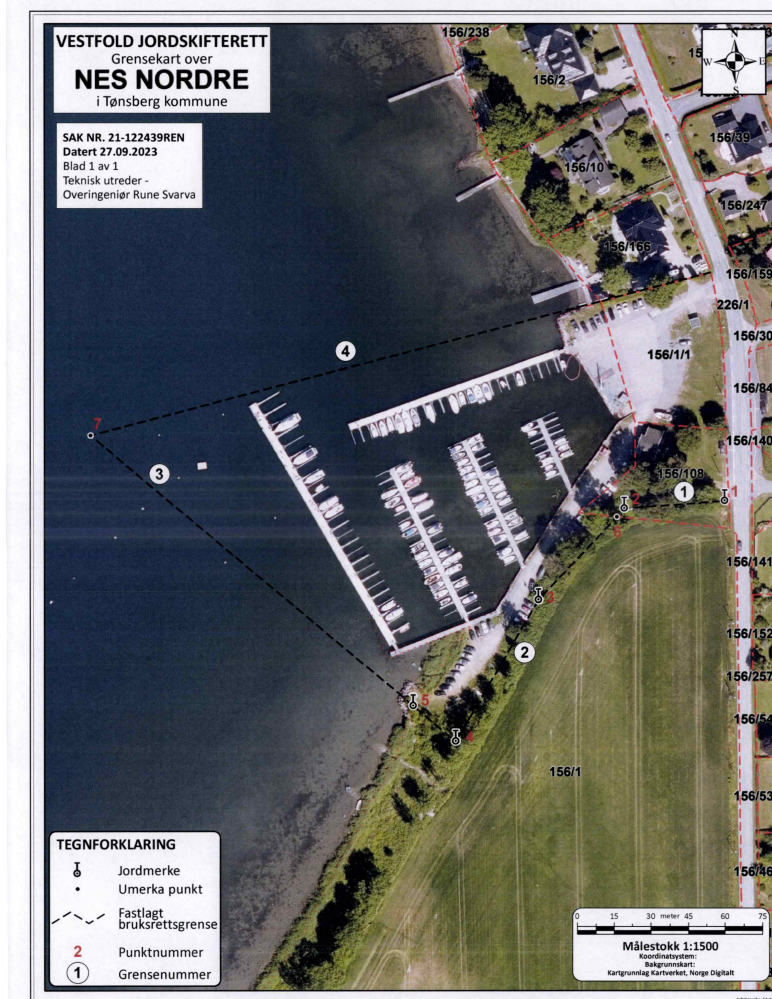 VESTFOLD JORDSKIFTERETT
Grensekart over
NES NORDRE
i Tønsberg kommune
SAK NR. 21-122439REN
Datert 27.09.2023
Blad 1 av 1
Teknisk utreder -
Overingeniør Rune Svarva
N
W E
S
156/238
156/2
156/39
156/10
156/247
156/166
156/159
226/1
156/30
156/1/1
4
156/84
7
156/140
3
156/108
1
1
2
6
156/141
3
156/152
2
156/257
5
156/54
4
156/1
156/53
156/46
TEGNFORKLARING
Jordmerke
Umerka punkt
Fastlagt
bruksrettsgrense
2 Punktnummer
1 Grensenummer
0 15 30 meter 45 60 75
Målestokk 1:1500
Koordinatsystem:
Bakgrunnskart:
Kartgrunnlag Kartverket, Norge Digitalt